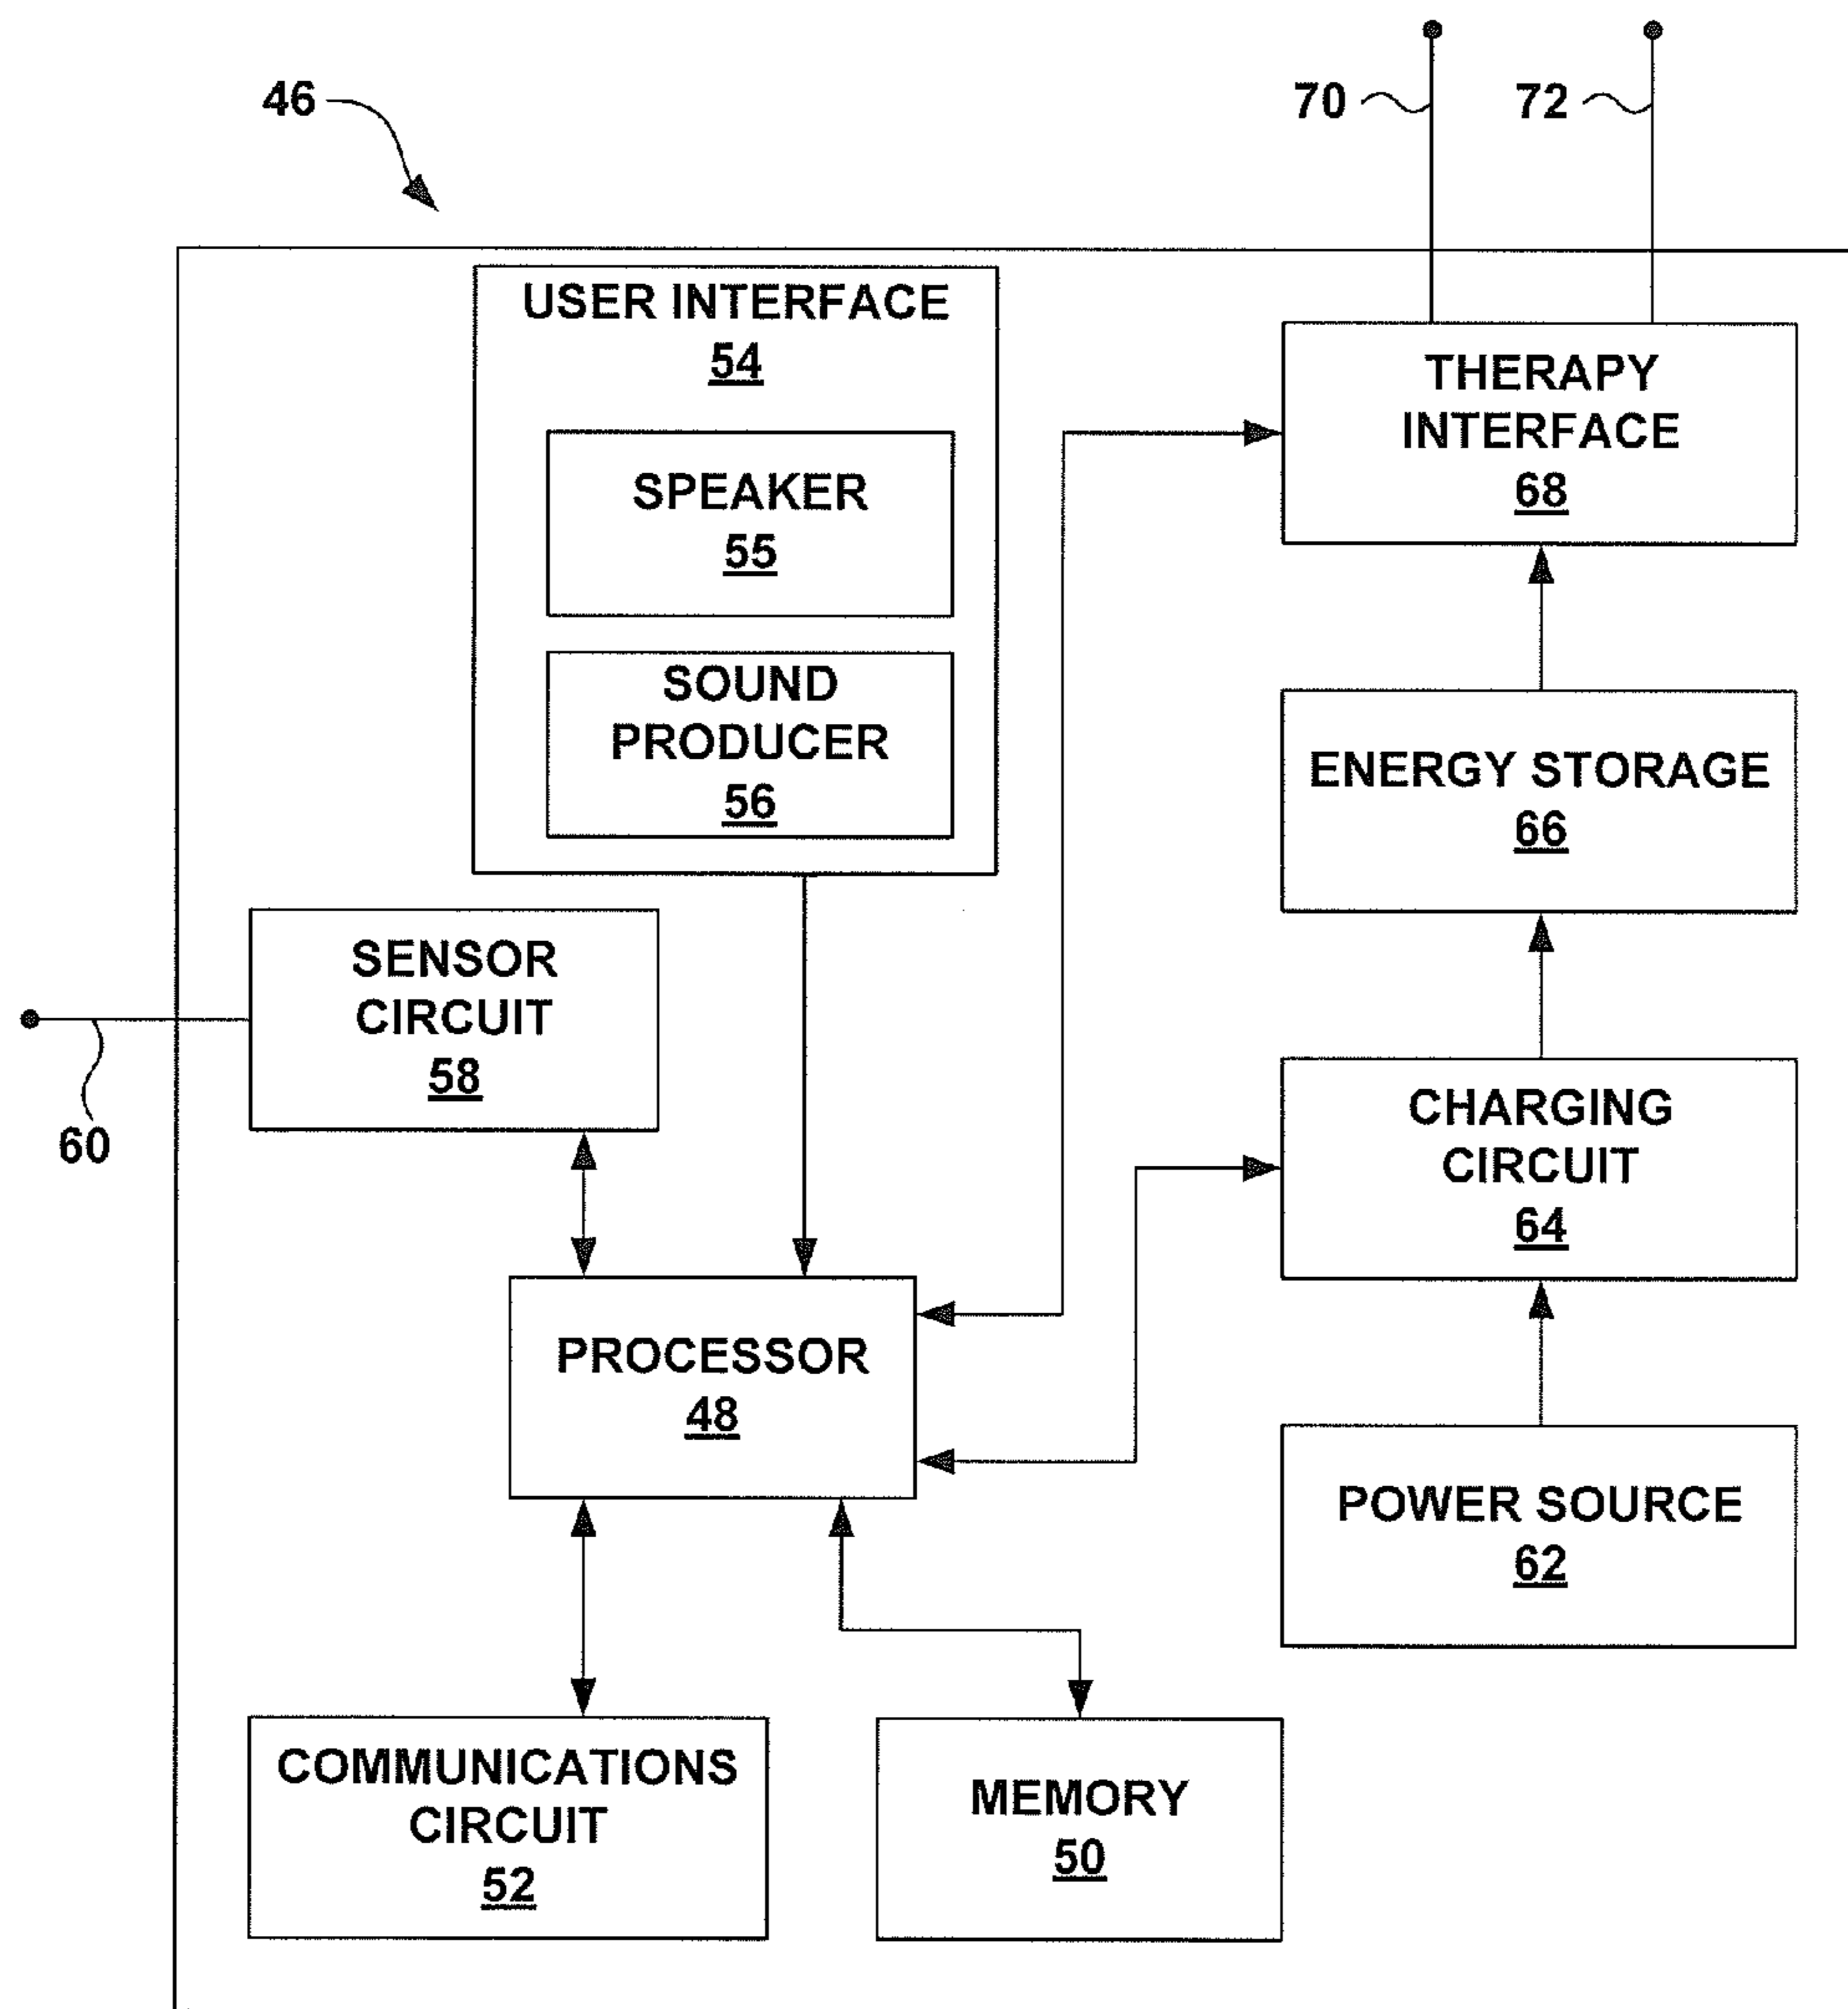 46
70
72
USER INTERFACE
54
SPEAKER
55
SOUND
PRODUCER
56
THERAPY
INTERFACE
68
ENERGY STORAGE
66
SENSOR
CIRCUIT
58
60
CHARGING
CIRCUIT
64
PROCESSOR
48
POWER SOURCE
62
COMMUNICATIONS
CIRCUIT
52
MEMORY
50